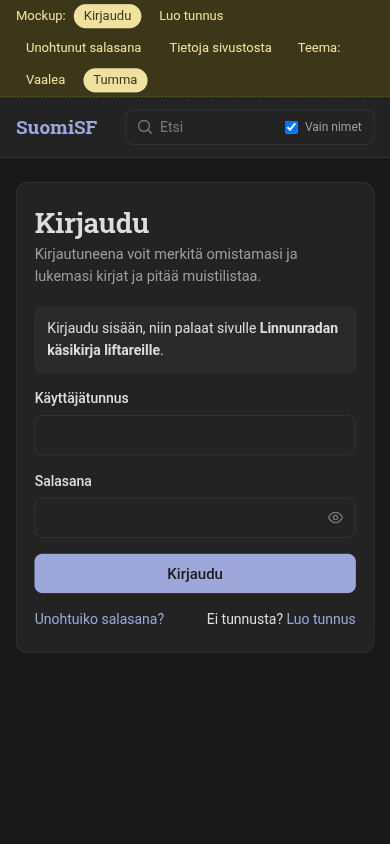 Mockup: Kirjaudu Luo tunnus
Unohtunut salasana Tietoja sivustosta Teema:
Vaalea Tumma
SuomiSF Etsi Vain nimet
Kirjaudu
Kirjautuneena voit merkitä omistamasi ja
lukemasi kirjat ja pitää muistilistaa.
Kirjaudu sisään, niin palaat sivulle Linnunradan
käsikirja liftareille.
Käyttäjätunnus
Salasana
Kirjaudu
Unohtuiko salasana? Ei tunnusta? Luo tunnus